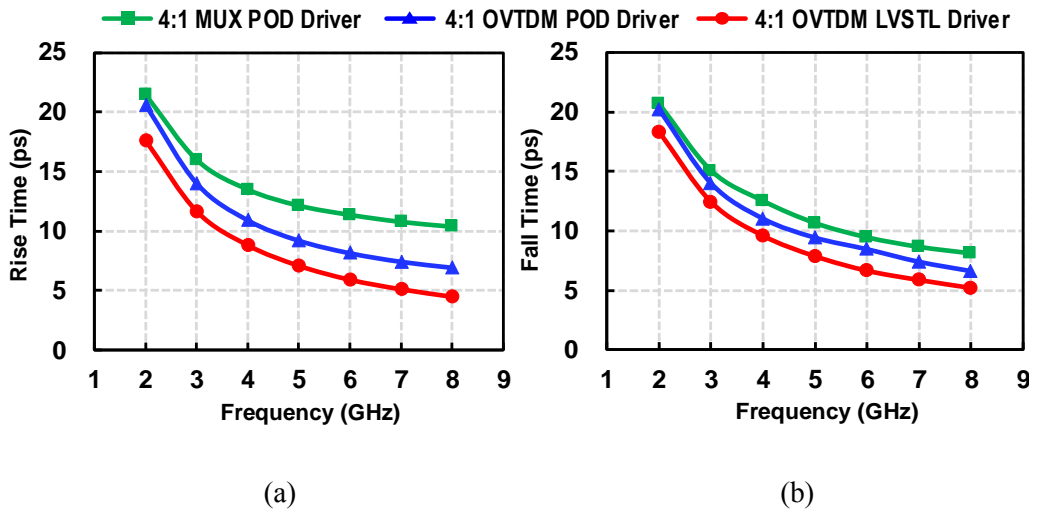 4:1 MUX POD Driver 4:1 OVTDM POD Driver 4:1 OVTDM LVSTL Driver
25
20
15
10
5
0
Rise Time (ps)
1 2 3 4 5 6 7 8 9
Frequency (GHz)
(a)
25
20
15
10
5
0
Fall Time (ps)
1 2 3 4 5 6 7 8 9
Frequency (GHz)
(b)